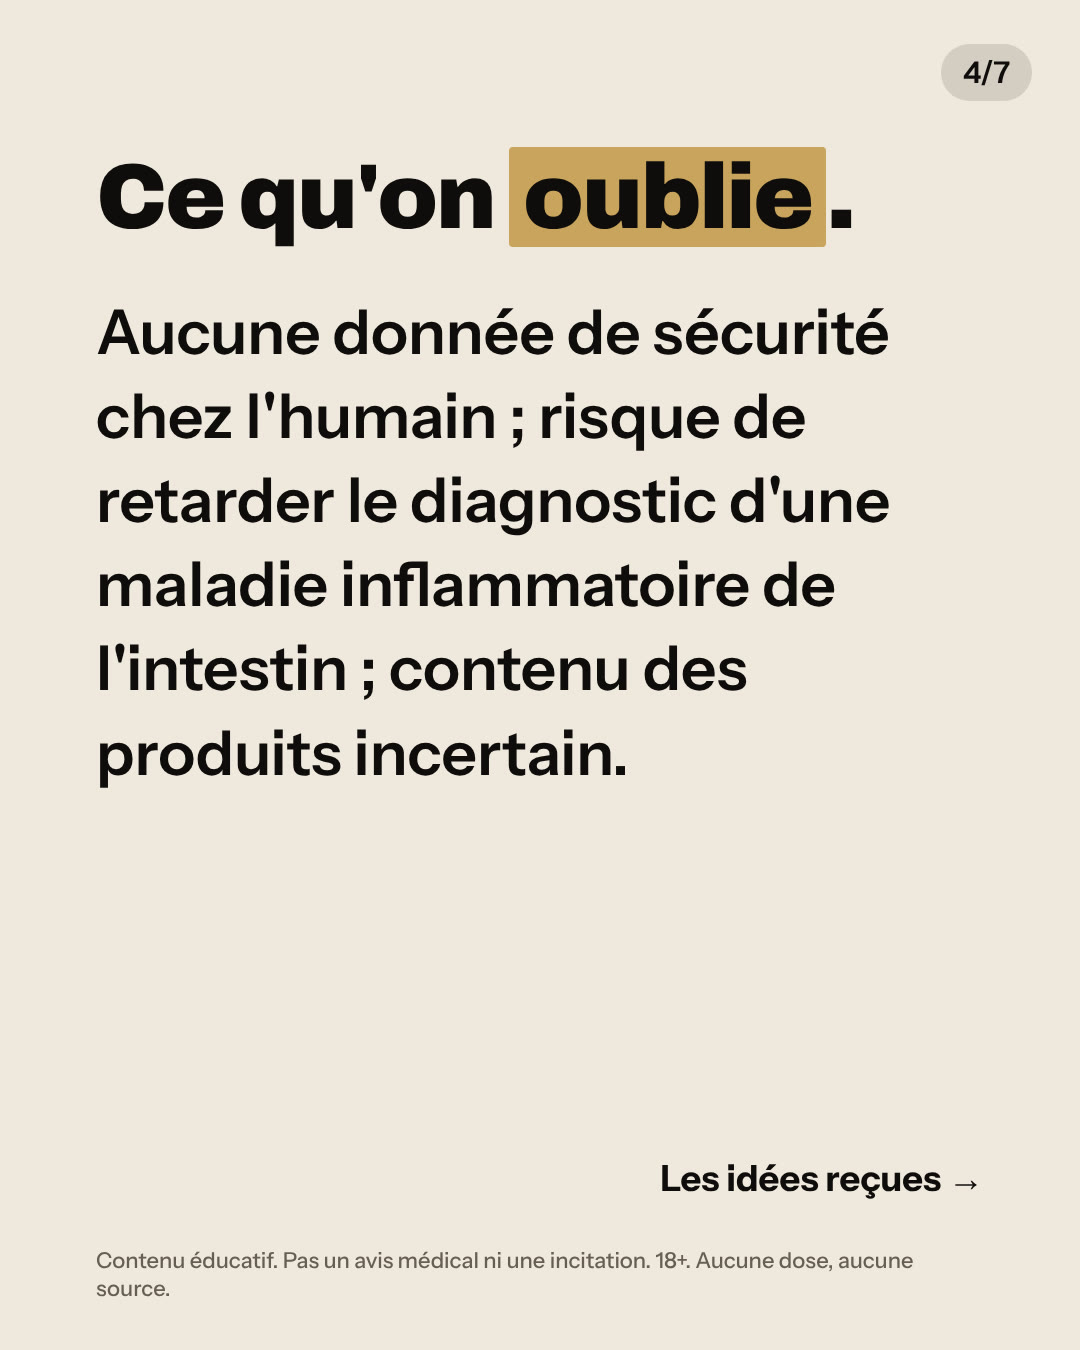 4/7
Ce qu'on oublie.
Aucune donnée de sécurité
chez l'humain ; risque de
retarder le diagnostic d'une
maladie inflammatoire de
l'intestin ; contenu des
produits incertain.
Les idées reçues →
Contenu éducatif. Pas un avis médical ni une incitation. 18+. Aucune dose, aucune
source.